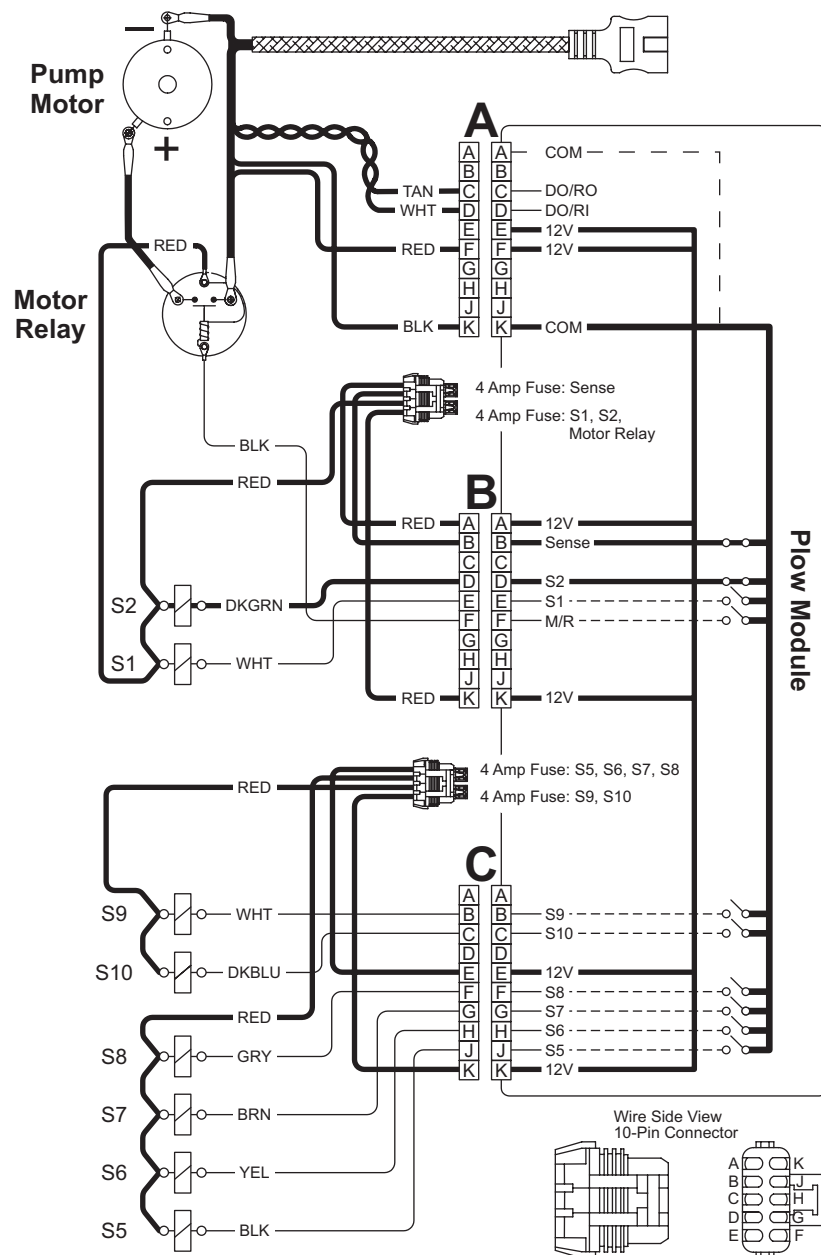 Pump
Motor
−
+
A
A A COM
B B
TAN C C DO/RO
WHT D D DO/RI
E E 12V
RED RED F F 12V
G G
Motor
Relay
H H
J J
BLK K K COM
4 Amp Fuse: Sense
4 Amp Fuse: S1, S2,
Motor Relay
BLK
RED
B
RED A A 12V
B B Sense
C C
D D S2
S2 DKGRN E E S1
F F M/R
G G
S1 WHT H H
J J
RED K K 12V
Plow Module
4 Amp Fuse: S5, S6, S7, S8
RED
4 Amp Fuse: S9, S10
C
A A
S9 WHT B B S9
C C S10
D D
S10 DKBLU E E 12V
F F S8
RED G G S7
H H S6
S8 GRY J J S5
K K 12V
S7 BRN
Wire Side View
10-Pin Connector
S6 YEL
A K
B J
C H
D G
E F
S5 BLK